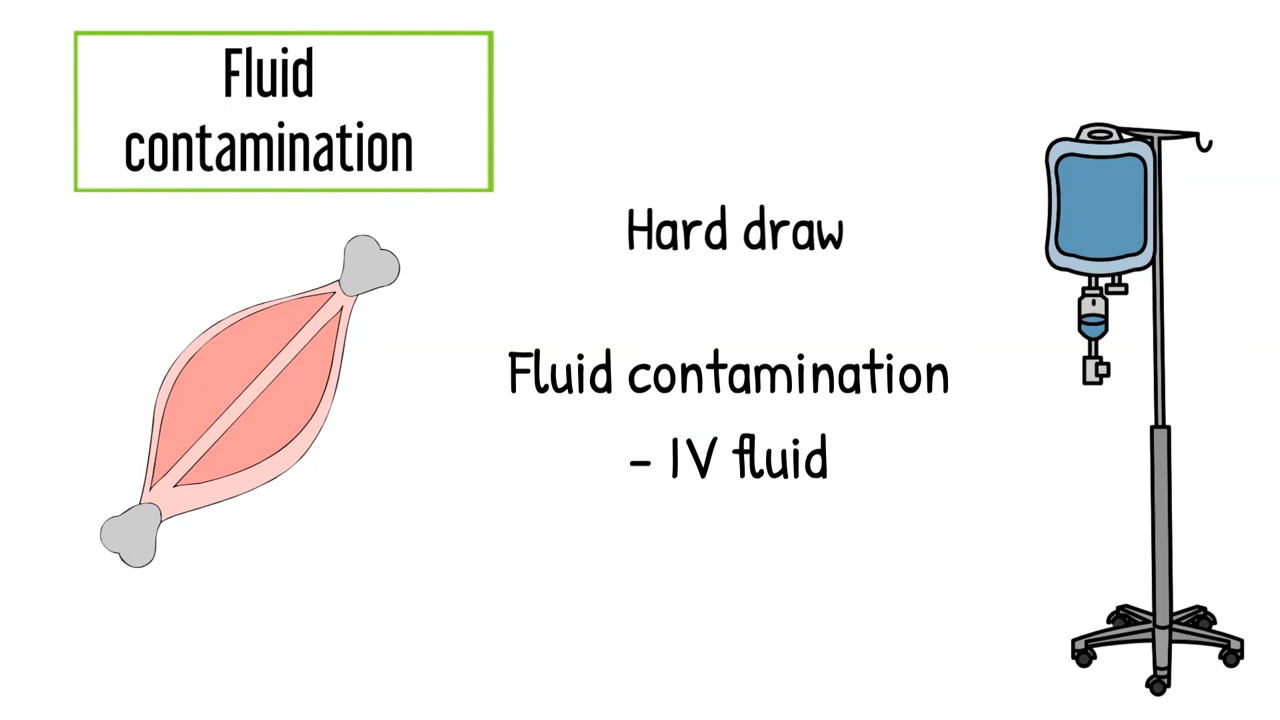 Fluid
contamination
Hard draw
Fluid contamination
- IV fluid